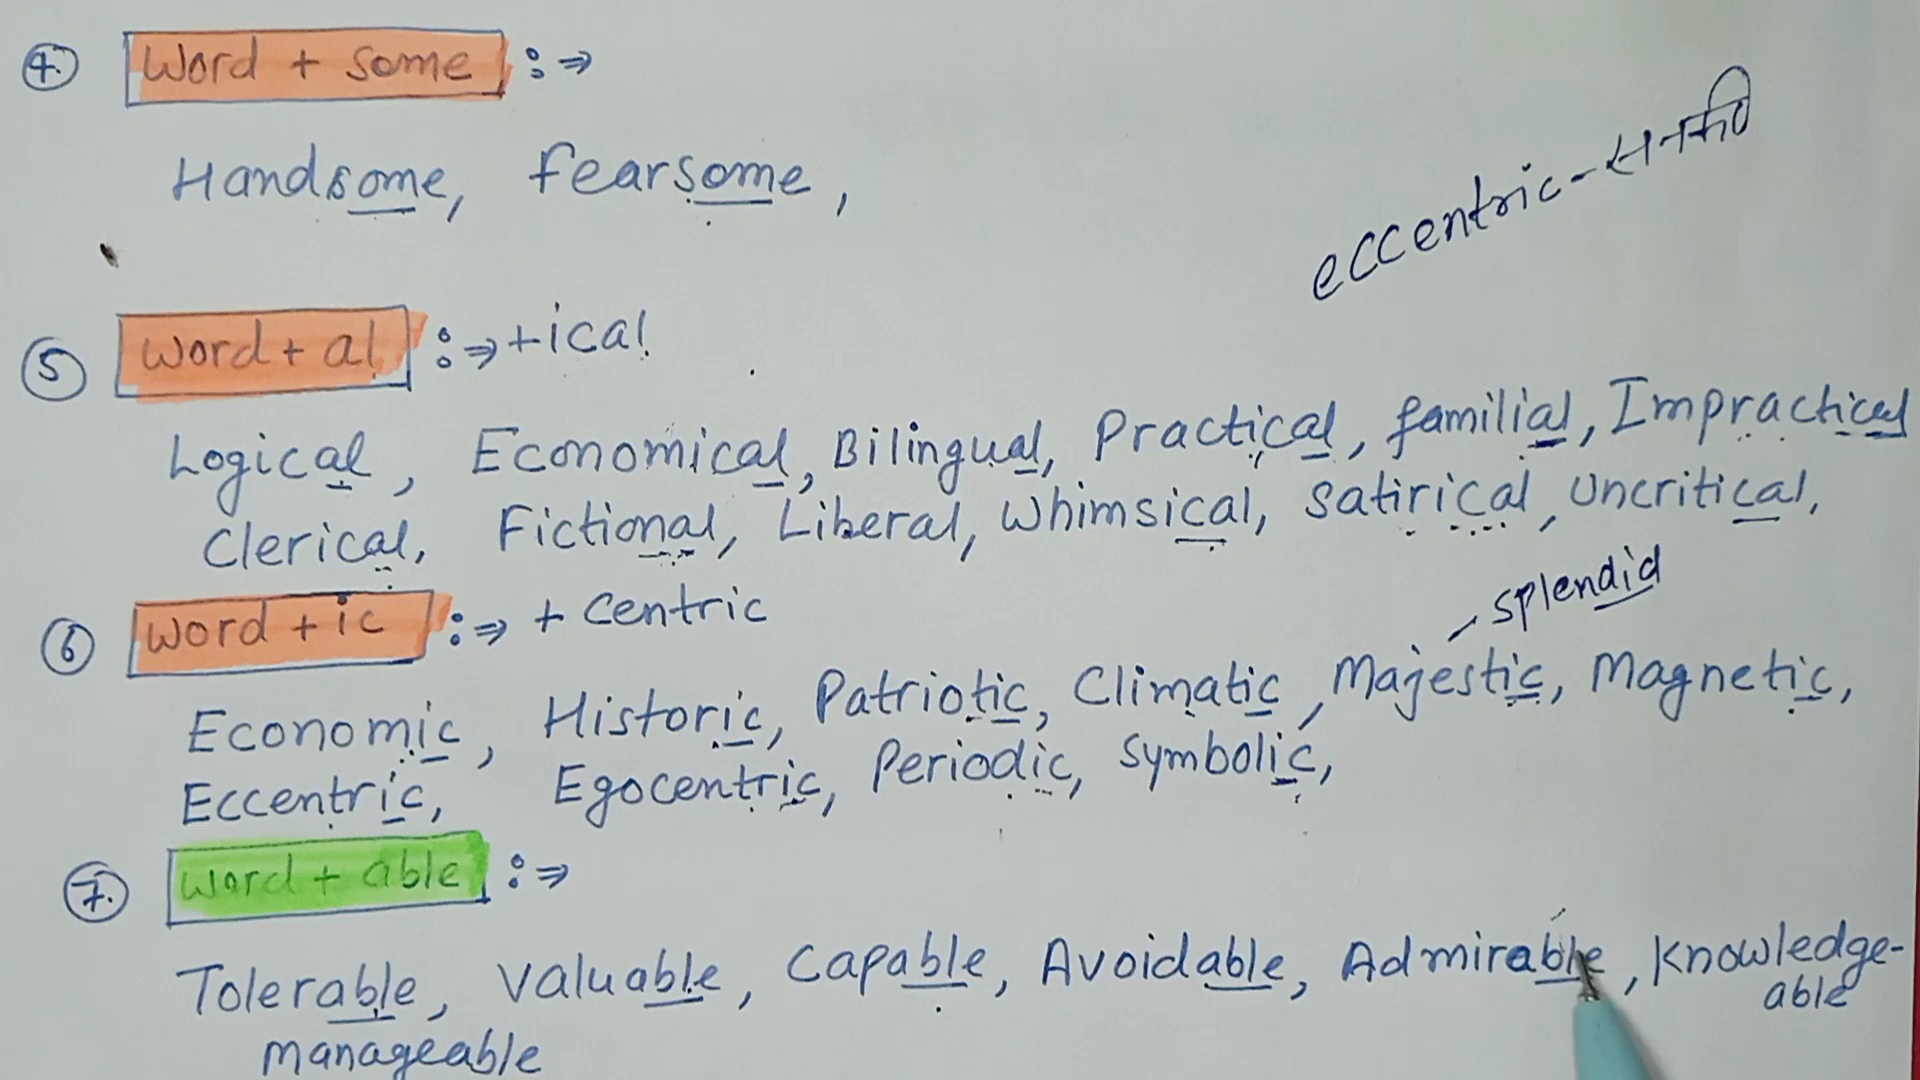 4. Word + some :⇒
Handsome, fearsome,
eccentric - सनकी
5 word + al :⇒ +ical
Logical, Economical, Bilingual, Practical, familial, Impractical
Clerical, Fictional, Liberal, Whimsical, Satirical, Uncritical,
6 word + ic :⇒ + Centric
splendid
Economic, Historic, Patriotic, Climatic, Majestic, Magnetic,
Eccentric, Egocentric, Periodic, Symbolic,
7. Word + able :⇒
Tolerable, Valuable, Capable, Avoidable, Admirable, Knowledge-
able
manageable